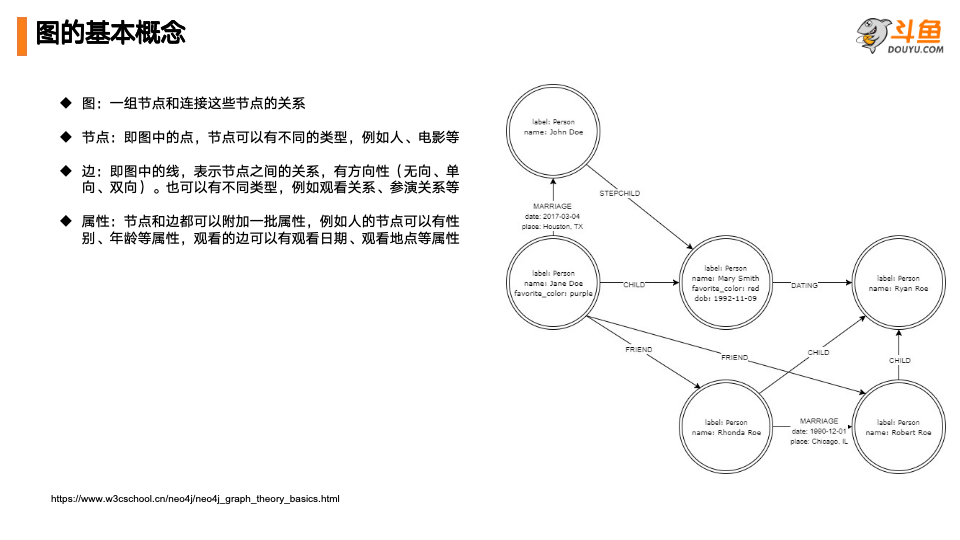 图的基本概念
斗鱼
DOUYU.COM
◆ 图：一组节点和连接这些节点的关系
◆ 节点：即图中的点，节点可以有不同的类型，例如人、电影等
◆ 边：即图中的线，表示节点之间的关系，有方向性（无向、单
向、双向）。也可以有不同类型，例如观看关系、参演关系等
◆ 属性：节点和边都可以附加一批属性，例如人的节点可以有性
别、年龄等属性，观看的边可以有观看日期、观看地点等属性
label: Person
name: John Doe
STEPCHILD
MARRIAGE
date: 2017-03-04
place: Houston, TX
label: Person
name: Jane Doe
favorite_color: purple
CHILD
label: Person
name: Mary Smith
favorite_color: red
dob: 1992-11-09
DATING
label: Person
name: Ryan Roe
FRIEND
FRIEND
CHILD
CHILD
label: Person
name: Rhonda Roe
MARRIAGE
date: 1990-12-01
place: Chicago, IL
label: Person
name: Robert Roe
https://www.w3cschool.cn/neo4j/neo4j_graph_theory_basics.html